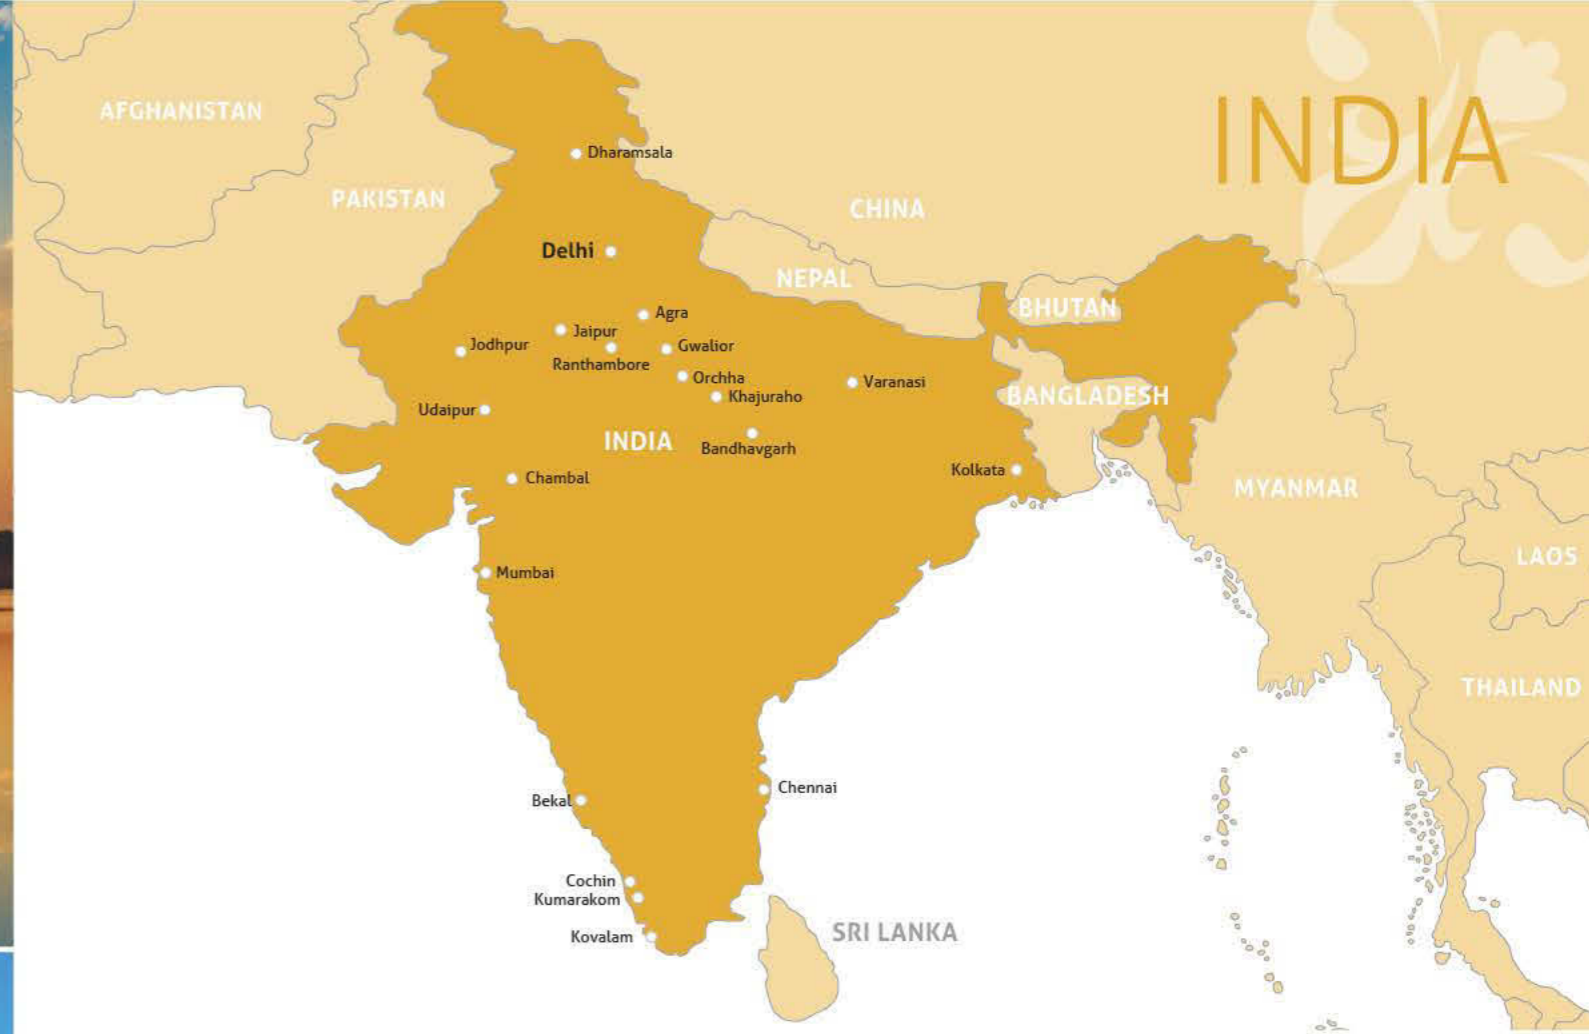 INDIA
AFGHANISTAN
Dharamsala
PAKISTAN
CHINA
Delhi
NEPAL
BHUTAN
Agra
Jaipur
Jodhpur
Gwalior
Ranthambore
Orchha
Varanasi
Khajuraho
BANGLADESH
Udaipur
INDIA
Bandhavgarh
Kolkata
Chambal
MYANMAR
LAOS
Mumbai
THAILAND
Chennai
Bekal
Cochin
Kumarakom
SRI LANKA
Kovalam